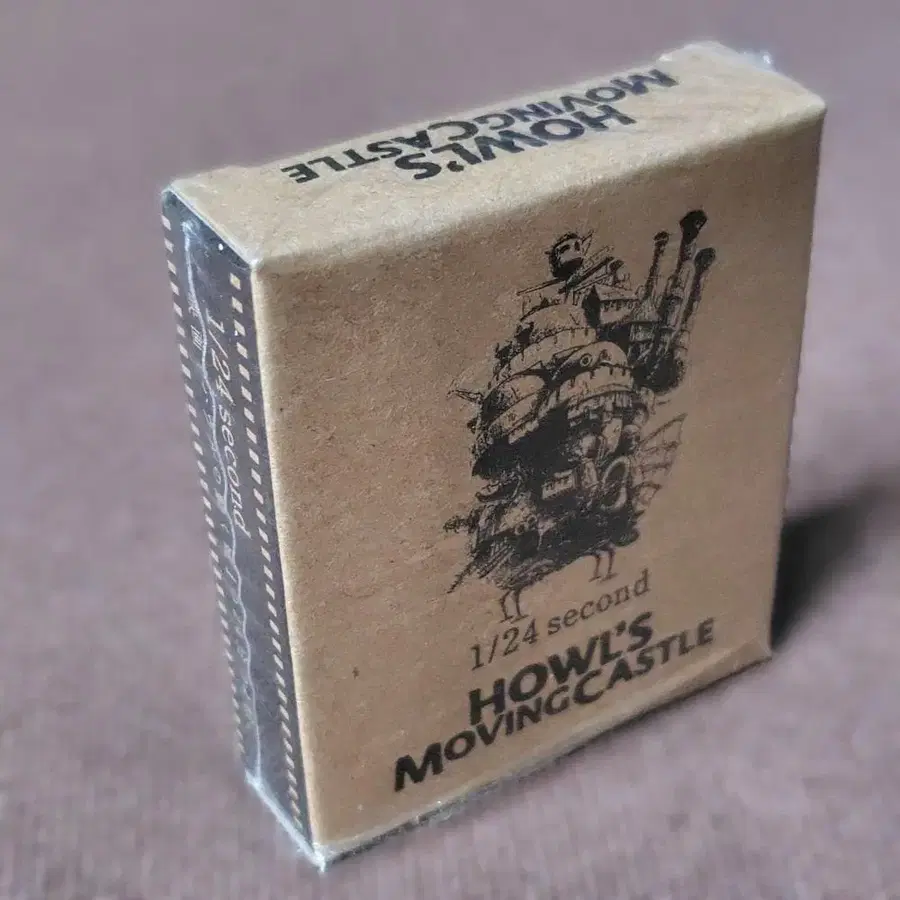 HOWL'S
MOVINGCASTLE
1/24 second
1/24 second
HOWL'S
MOVINGCASTLE